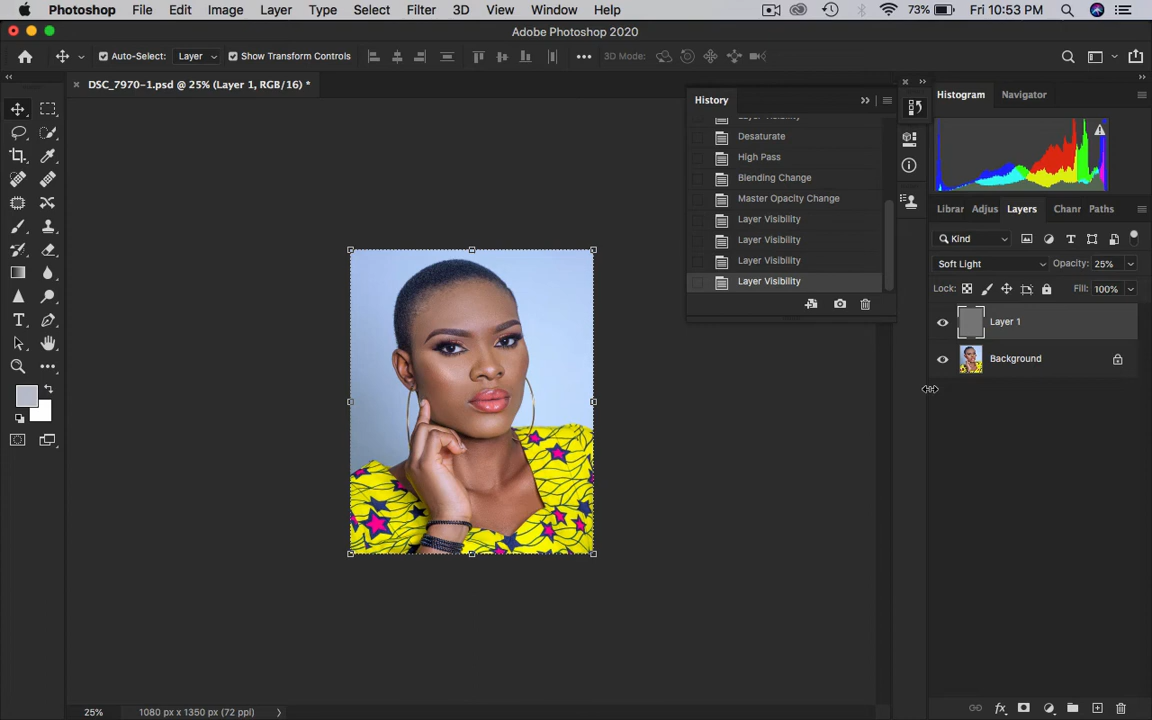 Photoshop File Edit Image Layer Type Select Filter 3D View Window Help 73% Fri 10:53 PM
Adobe Photoshop 2020
Auto-Select: Layer Show Transform Controls 3D Mode:
DSC_7970-1.psd @ 25% (Layer 1, RGB/16) *
History
Layer Visibility
Desaturate
High Pass
Blending Change
Master Opacity Change
Layer Visibility
Layer Visibility
Layer Visibility
Layer Visibility
Histogram Navigator
Librar Adjus Layers Chanr Paths
Kind
Soft Light Opacity: 25%
Lock: Fill: 100%
Layer 1
Background
25% 1080 px x 1350 px (72 ppi)